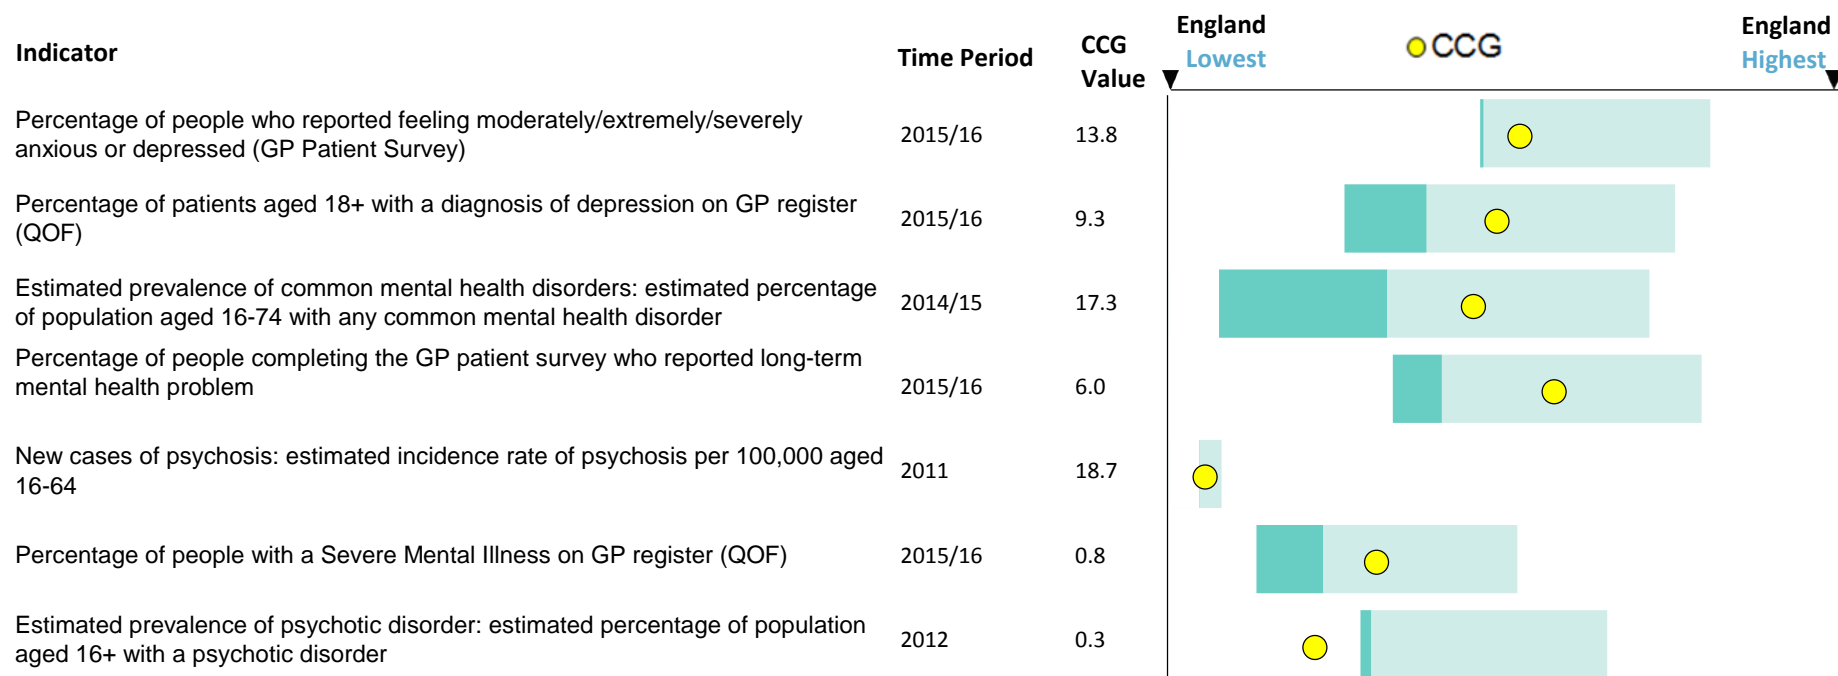 Indicator
Time Period
CCG
Value
England
Lowest
CCG
England
Highest
Percentage of people who reported feeling moderately/extremely/severely
anxious or depressed (GP Patient Survey)
2015/16
13.8
Percentage of patients aged 18+ with a diagnosis of depression on GP register
(QOF)
2015/16
9.3
Estimated prevalence of common mental health disorders: estimated percentage
of population aged 16-74 with any common mental health disorder
2014/15
17.3
Percentage of people completing the GP patient survey who reported long-term
mental health problem
2015/16
6.0
New cases of psychosis: estimated incidence rate of psychosis per 100,000 aged
16-64
2011
18.7
Percentage of people with a Severe Mental Illness on GP register (QOF)
2015/16
0.8
Estimated prevalence of psychotic disorder: estimated percentage of population
aged 16+ with a psychotic disorder
2012
0.3